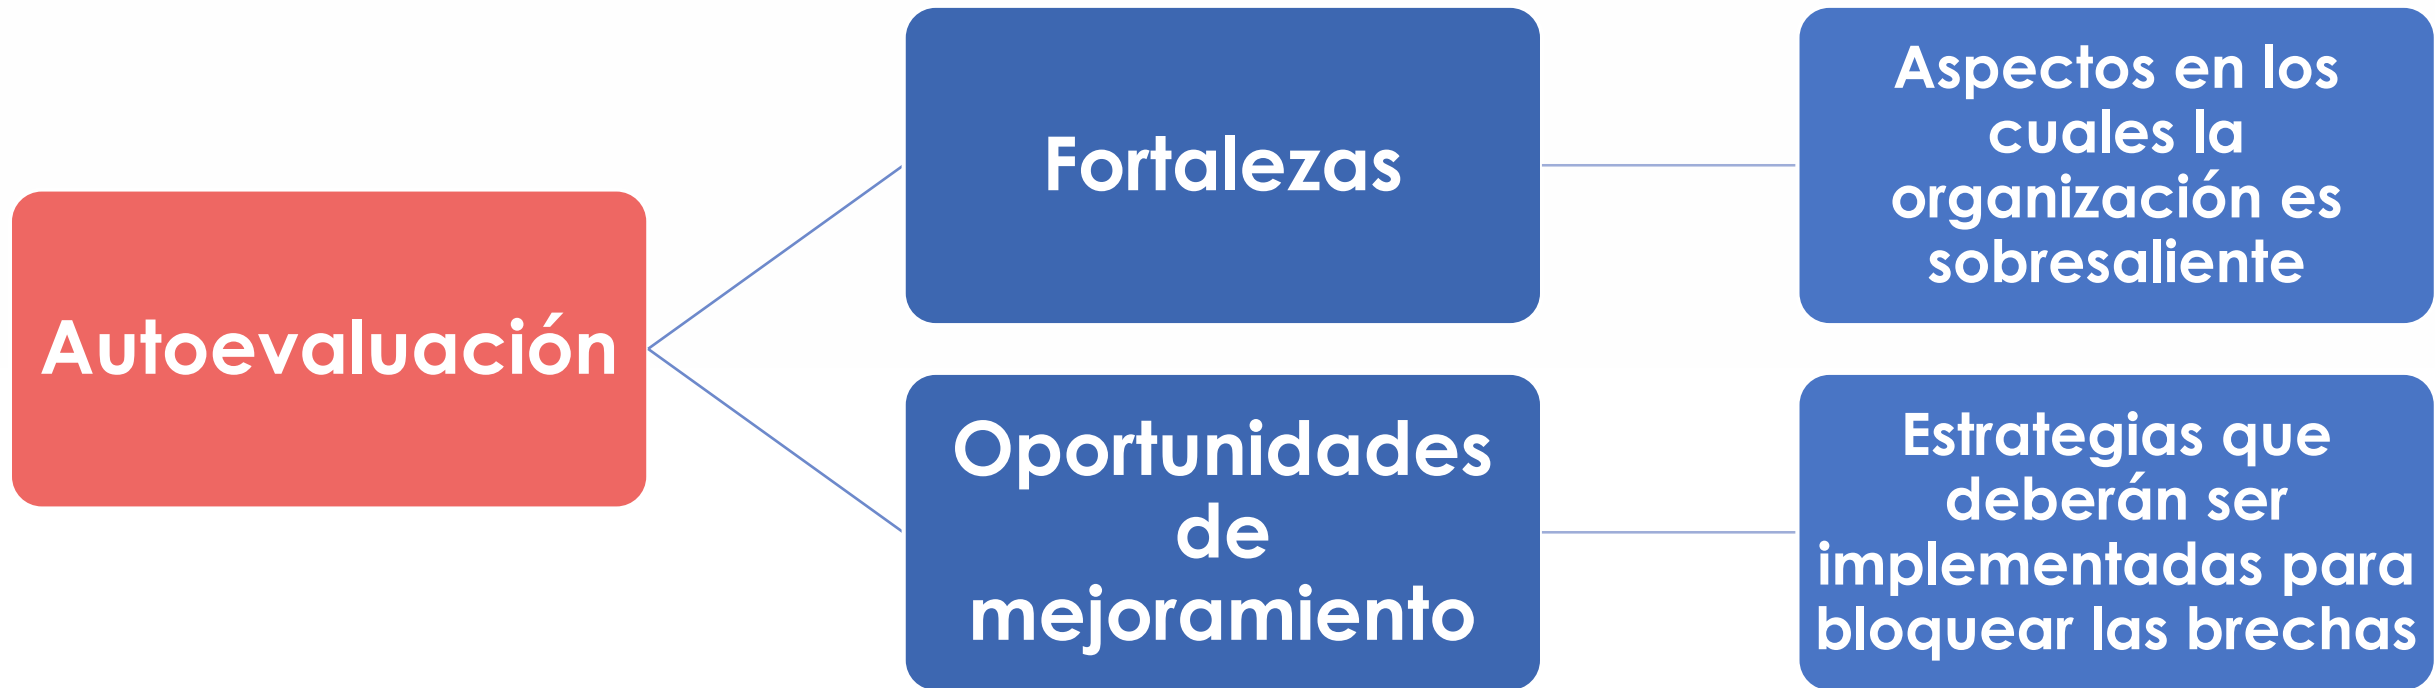 Autoevaluación
Fortalezas
Aspectos en los
cuales la
organización es
sobresaliente
Oportunidades
de
mejoramiento
Estrategias que
deberán ser
implementadas para
bloquear las brechas